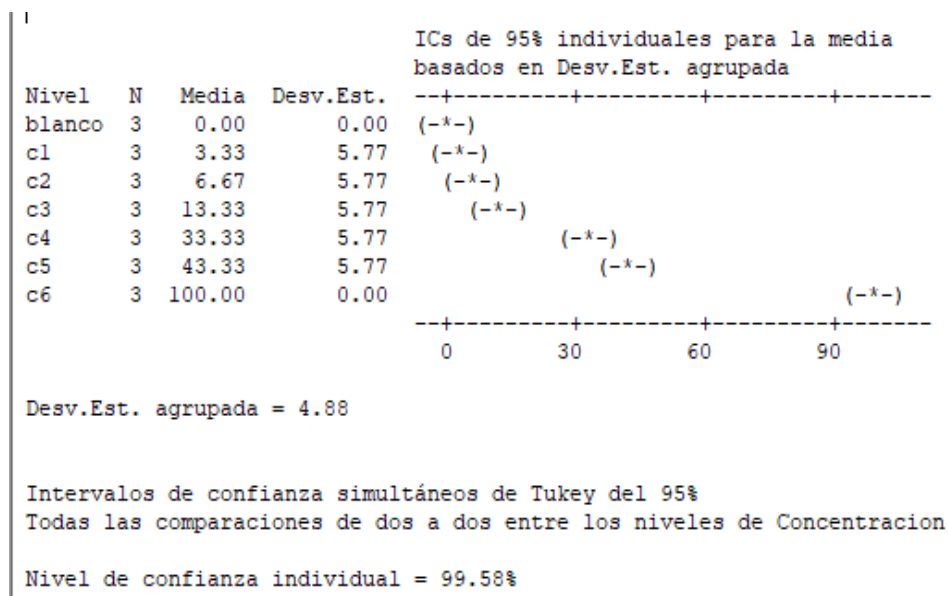 ICs de 95% individuales para la media
basados en Desv.Est. agrupada
Nivel   N   Media  Desv.Est.  --+---------+---------+---------+-------
blanco  3    0.00       0.00  (-*-)
c1      3    3.33       5.77   (-*-)
c2      3    6.67       5.77    (-*-)
c3      3   13.33       5.77      (-*-)
c4      3   33.33       5.77             (-*-)
c5      3   43.33       5.77                (-*-)
c6      3  100.00       0.00                                   (-*-)
--+---------+---------+---------+-------
0         30        60        90
Desv.Est. agrupada = 4.88
Intervalos de confianza simultáneos de Tukey del 95%
Todas las comparaciones de dos a dos entre los niveles de Concentracion
Nivel de confianza individual = 99.58%